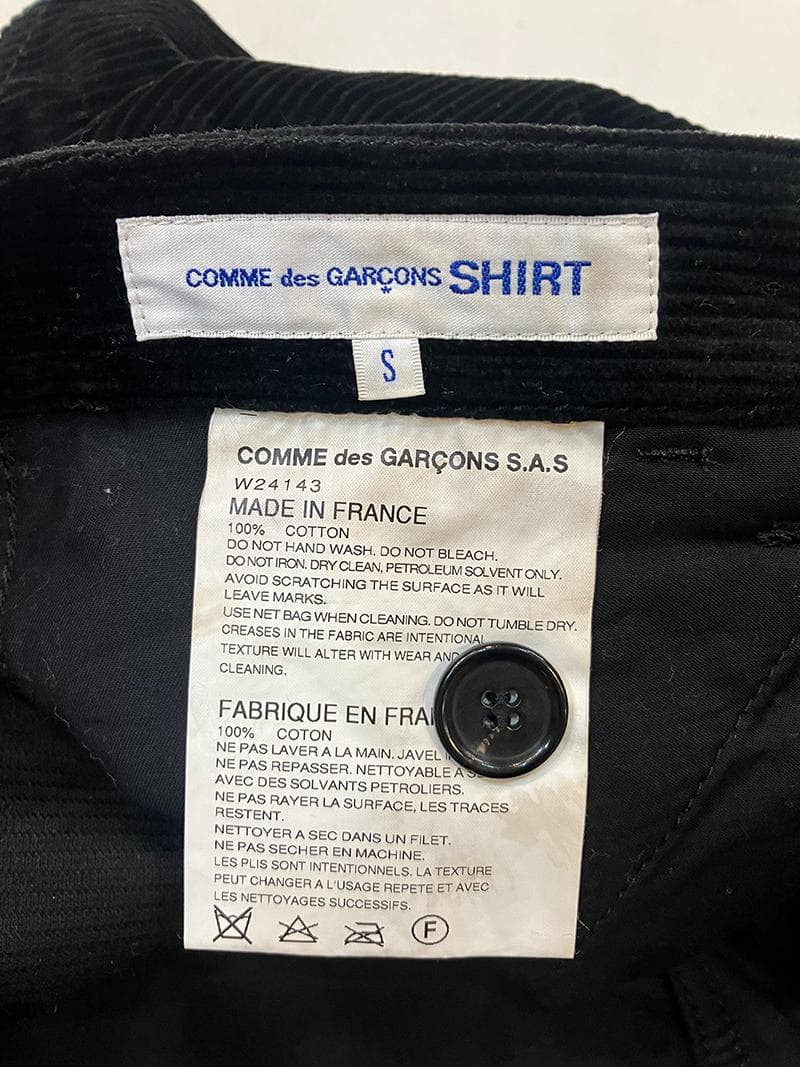 COMME des GARÇONS SHIRT
S
COMME des GARÇONS S.A.S
W24143
MADE IN FRANCE
100% COTTON
DO NOT HAND WASH. DO NOT BLEACH.
DO NOT IRON. DRY CLEAN, PETROLEUM SOLVENT ONLY.
AVOID SCRATCHING THE SURFACE AS IT WILL
LEAVE MARKS.
USE NET BAG WHEN CLEANING. DO NOT TUMBLE DRY.
CREASES IN THE FABRIC ARE INTENTIONAL
TEXTURE WILL ALTER WITH WEAR AND
CLEANING.
FABRIQUE EN
100% COTON
NE PAS LAVER A LA MAIN. JAVEL
NE PAS REPASSER. NETTOYABLE A
AVEC DES SOLVANTS PETROLIERS.
NE PAS RAYER LA SURFACE, LES TRACES
RESTENT.
NETTOYER A SEC DANS UN FILET.
NE PAS SECHER EN MACHINE.
LES PLIS SONT INTENTIONNELS. LA TEXTURE
PEUT CHANGER A L'USAGE REPETE ET AVEC
LES NETTOYAGES SUCCESSIFS.
F